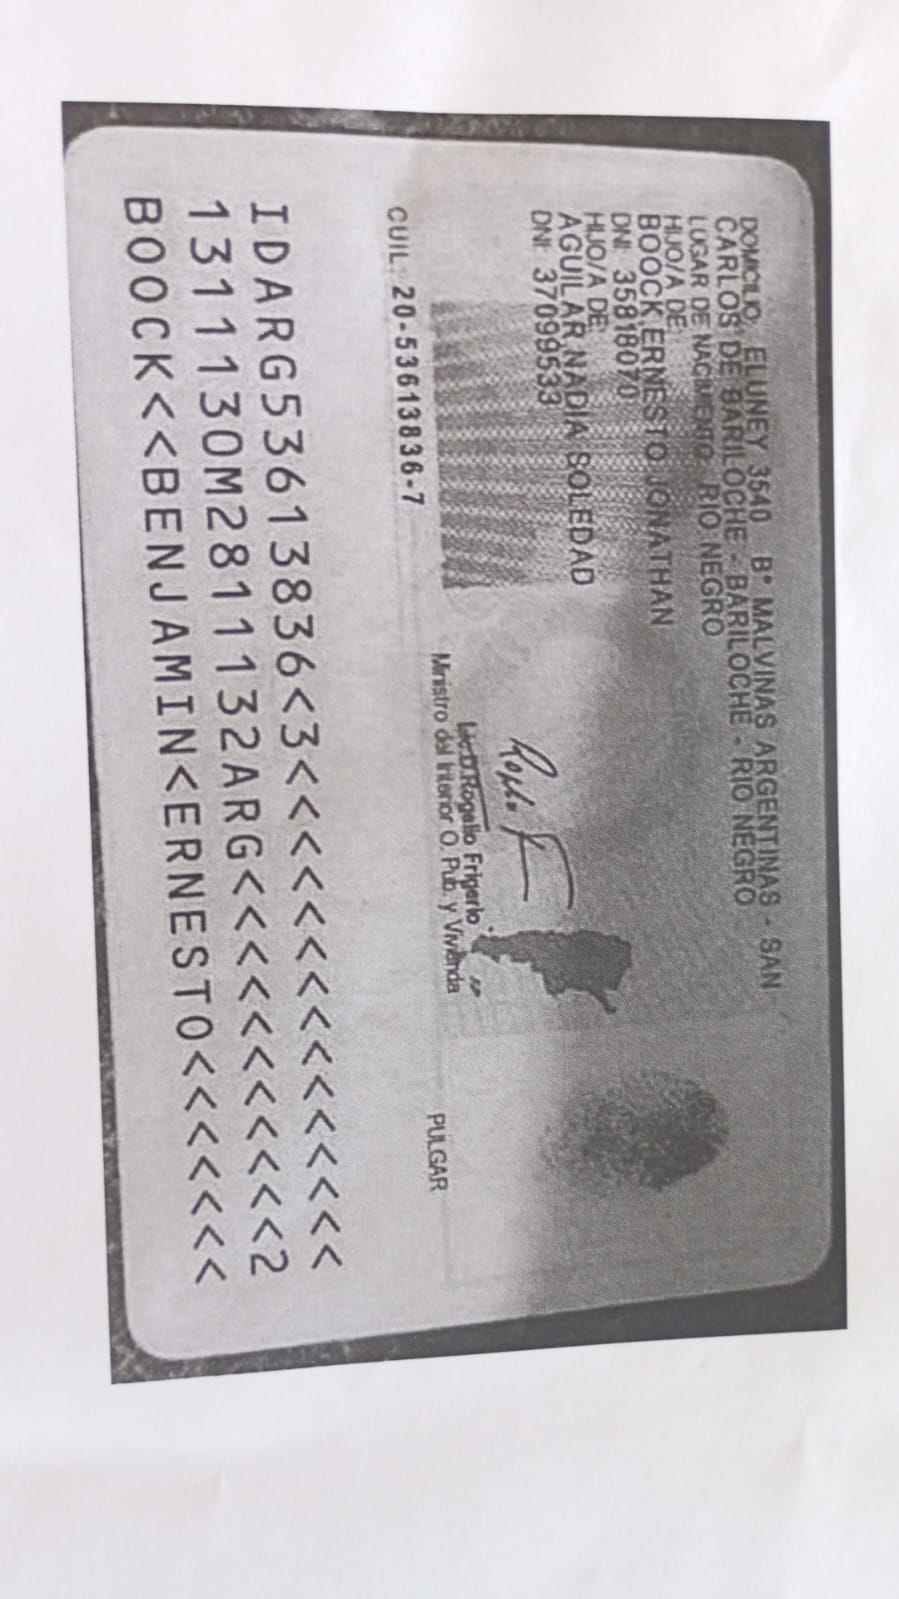 DOMICILIO: ELUNEY 3540 B° MALVINAS ARGENTINAS - SAN
CARLOS DE BARILOCHE - BARILOCHE - RIO NEGRO
LUGAR DE NACIMIENTO: RIO NEGRO
HIJO/A DE:
BOOCK,ERNESTO JONATHAN
DNI: 35818070
HIJO/A DE:
AGUILAR,NADIA SOLEDAD
DNI: 37099533
Lic.D.Rogelio Frigerio
Ministro del Interior O. Pub. y Vivienda
PULGAR
CUIL: 20-53613836-7
IDARG53613836<3<<<<<<<<<<<<<<<
1311130M2811132ARG<<<<<<<<<<<2
BOOCK<<BENJAMIN<ERNESTO<<<<<<<